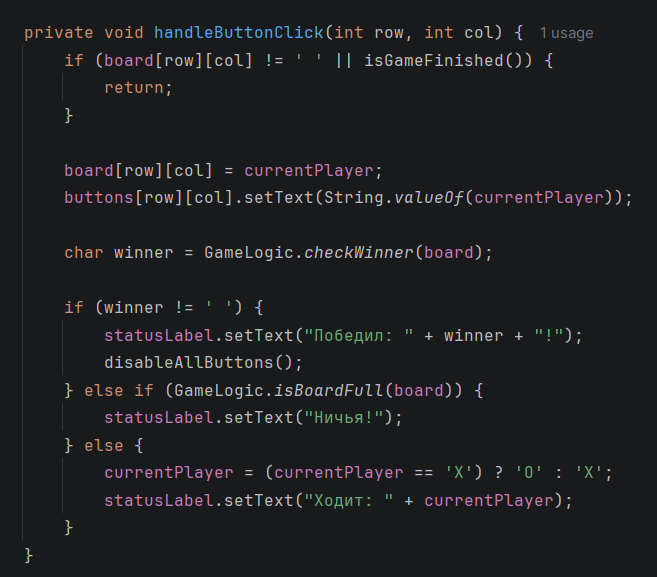 private void handleButtonClick(int row, int col) { 1 usage
    if (board[row][col] != ' ' || isGameFinished()) {
        return;
    }

    board[row][col] = currentPlayer;
    buttons[row][col].setText(String.valueOf(currentPlayer));

    char winner = GameLogic.checkWinner(board);

    if (winner != ' ') {
        statusLabel.setText("Победил: " + winner + "!");
        disableAllButtons();
    } else if (GameLogic.isBoardFull(board)) {
        statusLabel.setText("Ничья!");
    } else {
        currentPlayer = (currentPlayer == 'X') ? 'O' : 'X';
        statusLabel.setText("Ходит: " + currentPlayer);
    }
}